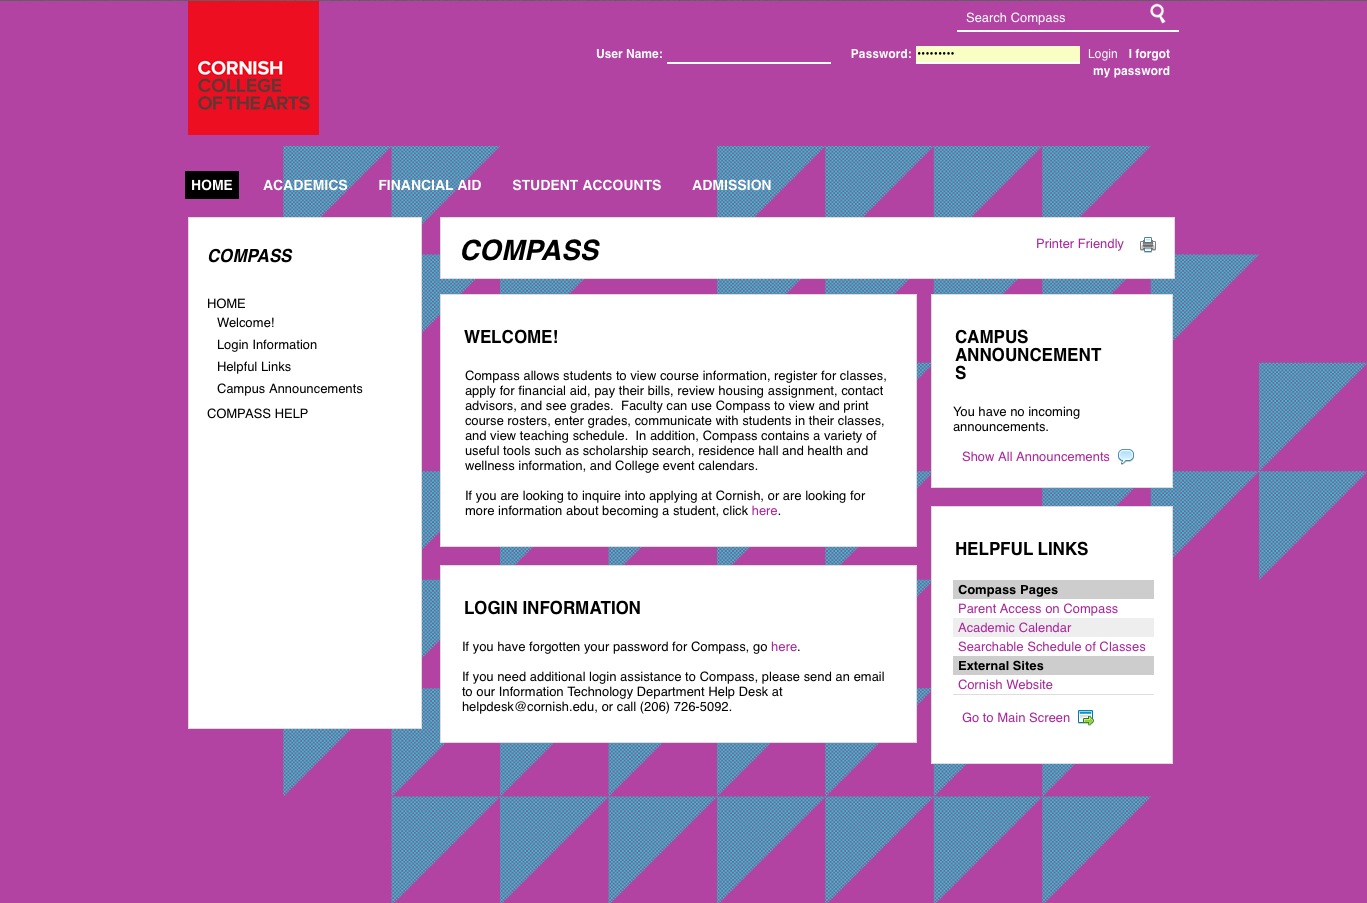 Search Compass
User Name:
Password: •••••••••
Login I forgot
my password
CORNISH
COLLEGE
OF THE ARTS
HOME ACADEMICS FINANCIAL AID STUDENT ACCOUNTS ADMISSION
COMPASS
HOME
Welcome!
Login Information
Helpful Links
Campus Announcements
COMPASS HELP
COMPASS
Printer Friendly
WELCOME!
Compass allows students to view course information, register for classes,
apply for financial aid, pay their bills, review housing assignment, contact
advisors, and see grades.  Faculty can use Compass to view and print
course rosters, enter grades, communicate with students in their classes,
and view teaching schedule.  In addition, Compass contains a variety of
useful tools such as scholarship search, residence hall and health and
wellness information, and College event calendars.
If you are looking to inquire into applying at Cornish, or are looking for
more information about becoming a student, click here.
LOGIN INFORMATION
If you have forgotten your password for Compass, go here.
If you need additional login assistance to Compass, please send an email
to our Information Technology Department Help Desk at
helpdesk@cornish.edu, or call (206) 726-5092.
CAMPUS
ANNOUNCEMENT
S
You have no incoming
announcements.
Show All Announcements
HELPFUL LINKS
Compass Pages
Parent Access on Compass
Academic Calendar
Searchable Schedule of Classes
External Sites
Cornish Website
Go to Main Screen